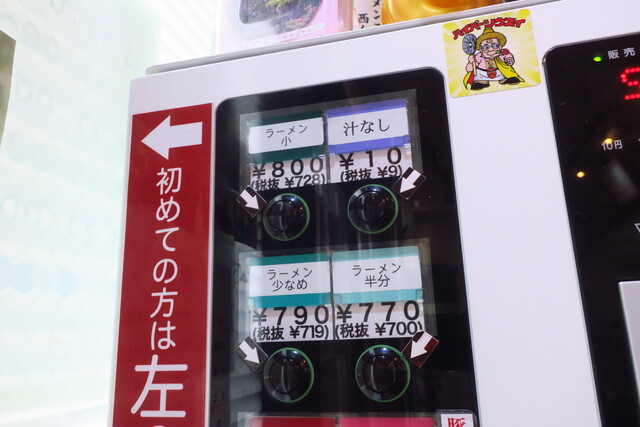 初めての方は左
ラーメン
小
¥800
(税抜 ¥728)
汁なし
¥10
(税抜 ¥9)
ラーメン
少なめ
¥790
(税抜 ¥719)
ラーメン
半分
¥770
(税抜 ¥700)
販売
10円
豚